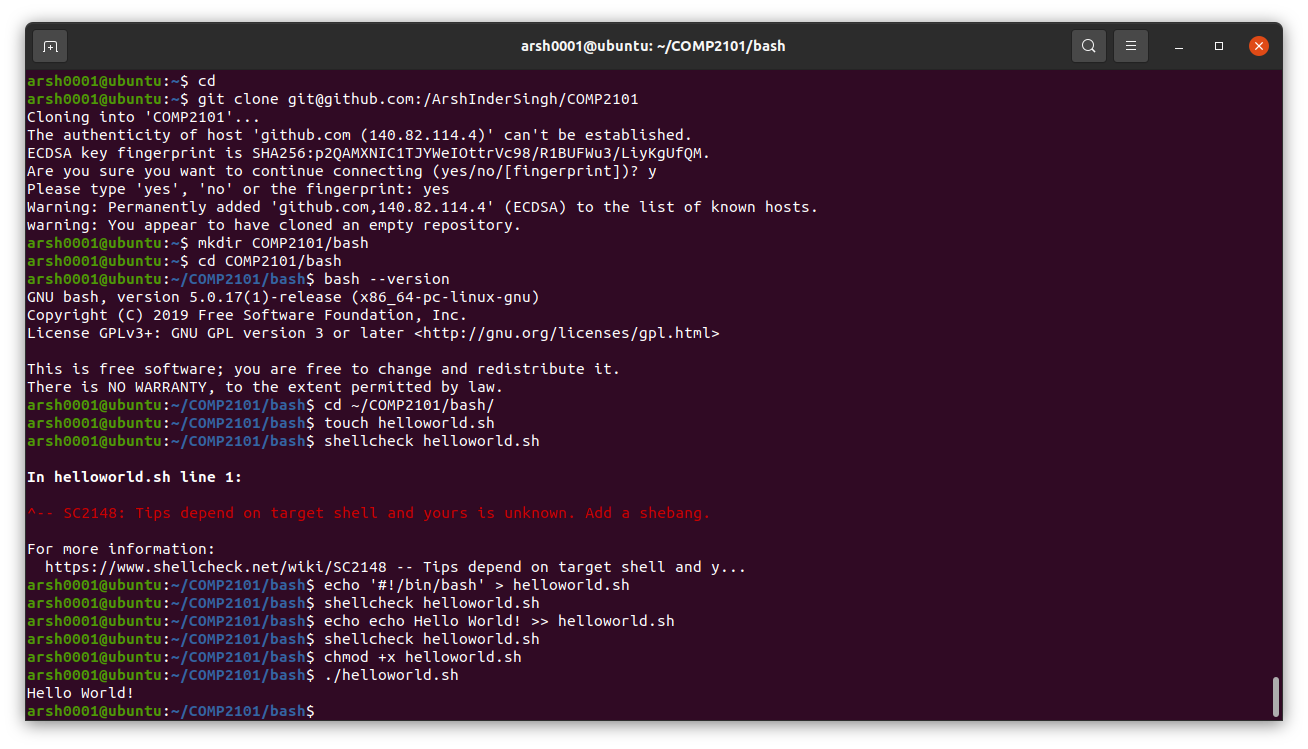 arsh0001@ubuntu: ~/COMP2101/bash
arsh0001@ubuntu:~$ cd
arsh0001@ubuntu:~$ git clone git@github.com:/ArshInderSingh/COMP2101
Cloning into 'COMP2101'...
The authenticity of host 'github.com (140.82.114.4)' can't be established.
ECDSA key fingerprint is SHA256:p2QAMXNIC1TJYWeIOttrVc98/R1BUFWu3/LiyKgUfQM.
Are you sure you want to continue connecting (yes/no/[fingerprint])? y
Please type 'yes', 'no' or the fingerprint: yes
Warning: Permanently added 'github.com,140.82.114.4' (ECDSA) to the list of known hosts.
warning: You appear to have cloned an empty repository.
arsh0001@ubuntu:~$ mkdir COMP2101/bash
arsh0001@ubuntu:~$ cd COMP2101/bash
arsh0001@ubuntu:~/COMP2101/bash$ bash --version
GNU bash, version 5.0.17(1)-release (x86_64-pc-linux-gnu)
Copyright (C) 2019 Free Software Foundation, Inc.
License GPLv3+: GNU GPL version 3 or later <http://gnu.org/licenses/gpl.html>

This is free software; you are free to change and redistribute it.
There is NO WARRANTY, to the extent permitted by law.
arsh0001@ubuntu:~/COMP2101/bash$ cd ~/COMP2101/bash/
arsh0001@ubuntu:~/COMP2101/bash$ touch helloworld.sh
arsh0001@ubuntu:~/COMP2101/bash$ shellcheck helloworld.sh

In helloworld.sh line 1:

^-- SC2148: Tips depend on target shell and yours is unknown. Add a shebang.

For more information:
  https://www.shellcheck.net/wiki/SC2148 -- Tips depend on target shell and y...
arsh0001@ubuntu:~/COMP2101/bash$ echo '#!/bin/bash' > helloworld.sh
arsh0001@ubuntu:~/COMP2101/bash$ shellcheck helloworld.sh
arsh0001@ubuntu:~/COMP2101/bash$ echo echo Hello World! >> helloworld.sh
arsh0001@ubuntu:~/COMP2101/bash$ shellcheck helloworld.sh
arsh0001@ubuntu:~/COMP2101/bash$ chmod +x helloworld.sh
arsh0001@ubuntu:~/COMP2101/bash$ ./helloworld.sh
Hello World!
arsh0001@ubuntu:~/COMP2101/bash$